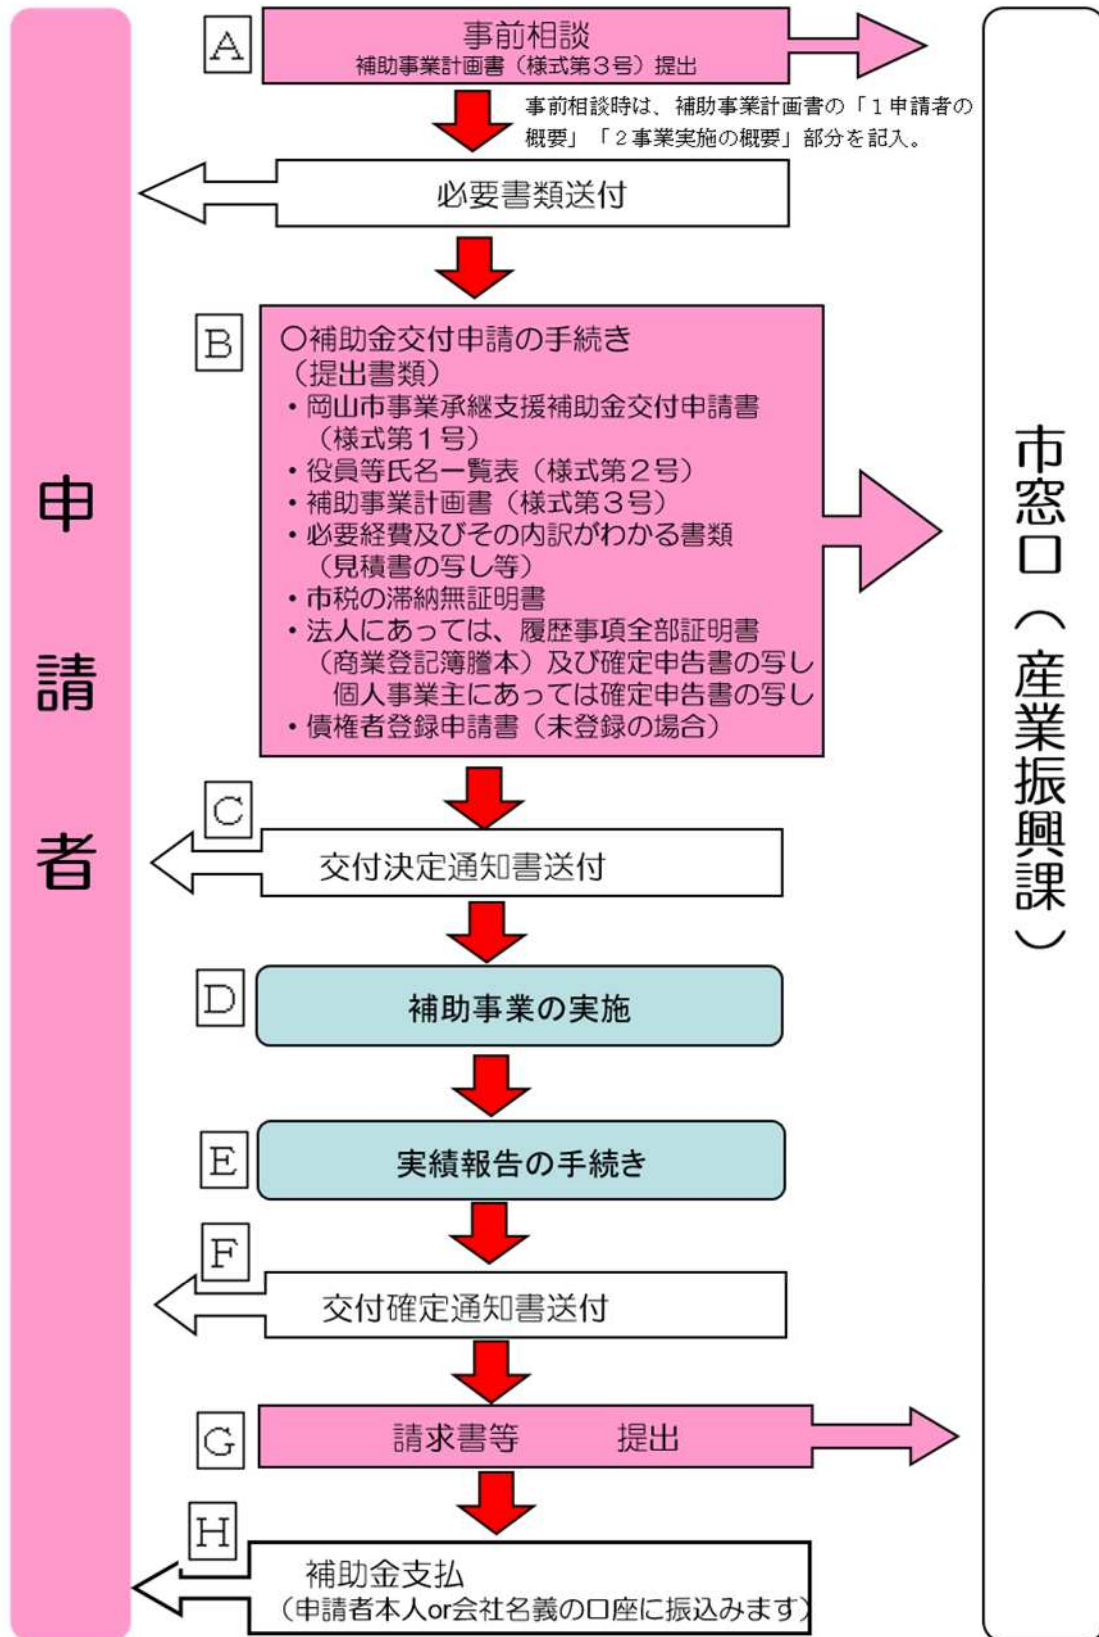 申請者
市窓口（産業振興課）
A
事前相談
補助事業計画書（様式第３号）提出
事前相談時は、補助事業計画書の「１申請者の
概要」「２事業実施の概要」部分を記入。
必要書類送付
B
〇補助金交付申請の手続き
（提出書類）
・岡山市事業承継支援補助金交付申請書
（様式第１号）
・役員等氏名一覧表（様式第２号）
・補助事業計画書（様式第３号）
・必要経費及びその内訳がわかる書類
（見積書の写し等）
・市税の滞納無証明書
・法人にあっては、履歴事項全部証明書
（商業登記簿謄本）及び確定申告書の写し
個人事業主にあっては確定申告書の写し
・債権者登録申請書（未登録の場合）
C
交付決定通知書送付
D
補助事業の実施
E
実績報告の手続き
F
交付確定通知書送付
G
請求書等　　　提出
H
補助金支払
（申請者本人or会社名義の口座に振込みます）